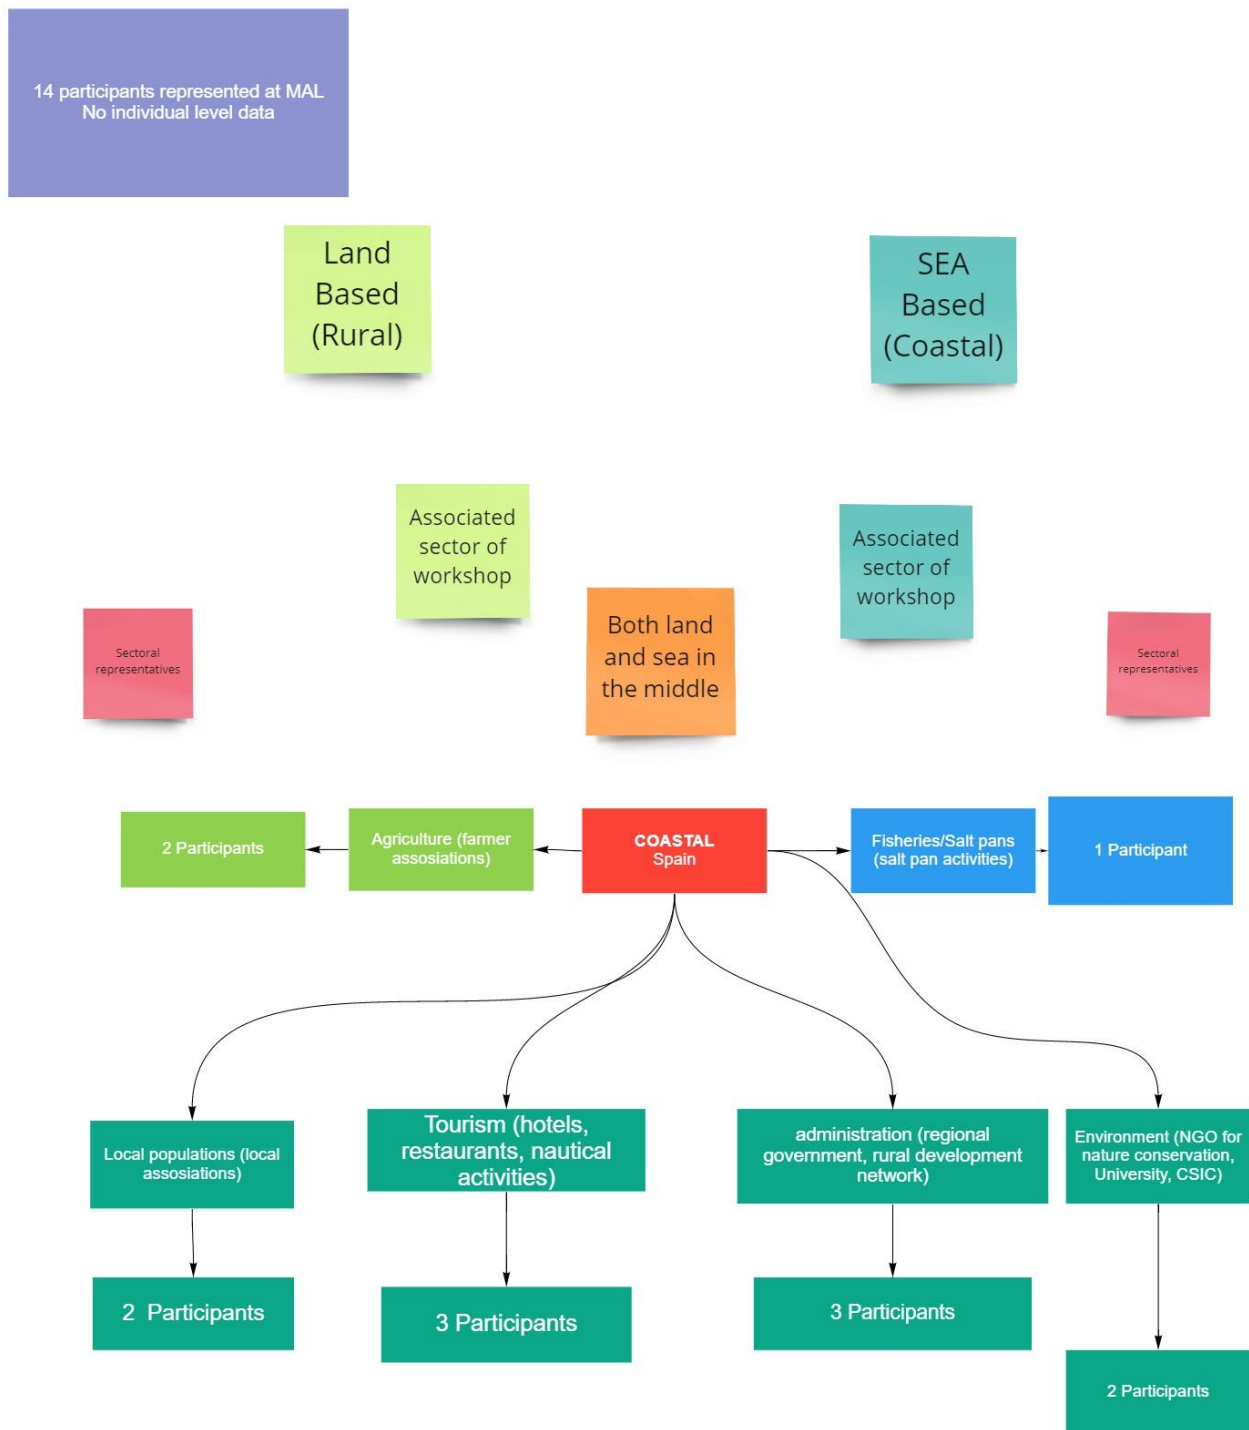 14 participants represented at MAL
No individual level data
Land
Based
(Rural)
SEA
Based
(Coastal)
Associated
sector of
workshop
Associated
sector of
workshop
Both land
and sea in
the middle
Sectoral
representatives
Sectoral
representatives
2 Participants
Agriculture (farmer
assosiations)
COASTAL
Spain
Fisheries/Salt pans
(salt pan activities)
1 Participant
Local populations (local
assosiations)
Tourism (hotels,
restaurants, nautical
activities)
administration (regional
government, rural development
network)
Environment (NGO for
nature conservation,
University, CSIC)
2 Participants
3 Participants
3 Participants
2 Participants